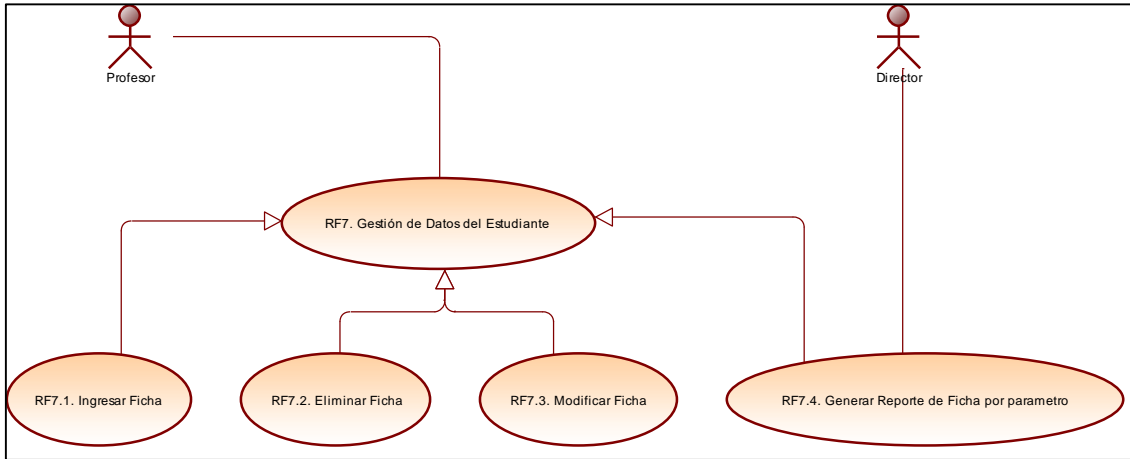 Profesor
Director
RF7. Gestión de Datos del Estudiante
RF7.1. Ingresar Ficha
RF7.2. Eliminar Ficha
RF7.3. Modificar Ficha
RF7.4. Generar Reporte de Ficha por parametro